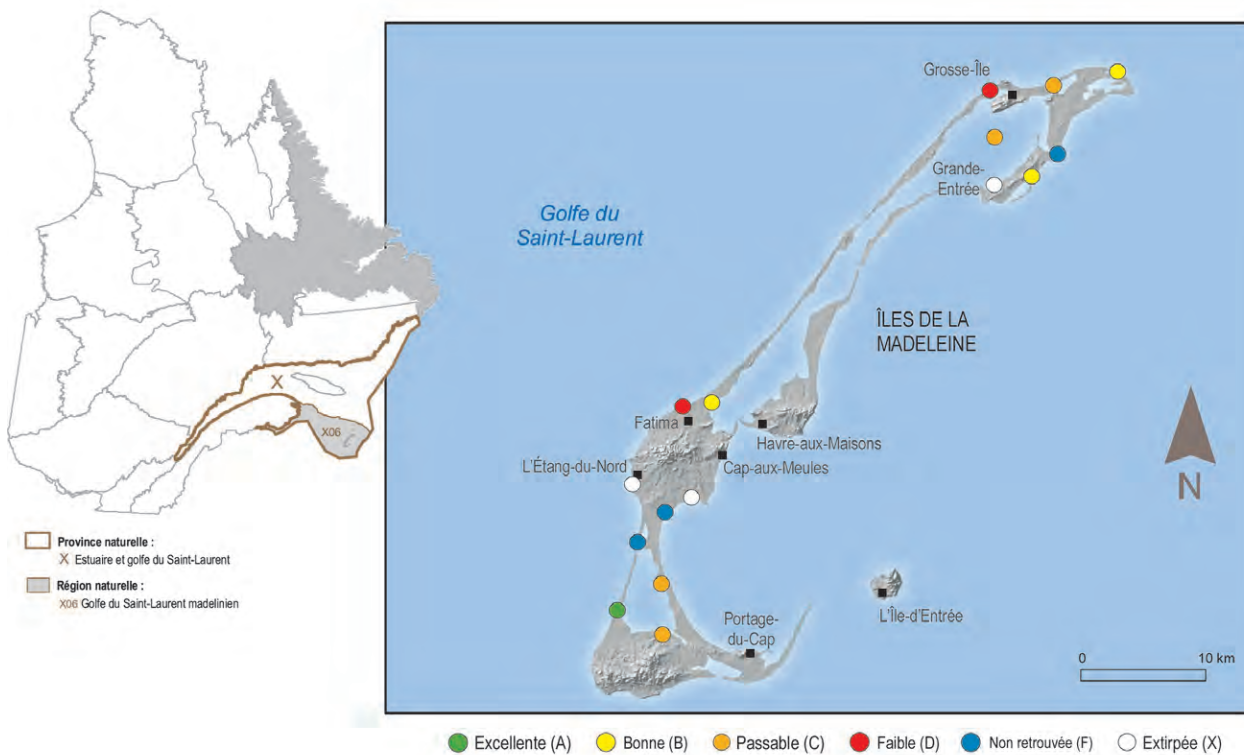 X
X06
Province naturelle :
X Estuaire et golfe du Saint-Laurent
Région naturelle :
X06 Golfe du Saint-Laurent madelinien
Grosse-Île
Grande-
Entrée
Golfe du
Saint-Laurent
ÎLES DE LA
MADELEINE
Fatima
Havre-aux-Maisons
L'Étang-du-Nord
Cap-aux-Meules
N
L'Île-d'Entrée
Portage-
du-Cap
0 10 km
Excellente (A) Bonne (B) Passable (C) Faible (D) Non retrouvée (F) Extirpée (X)